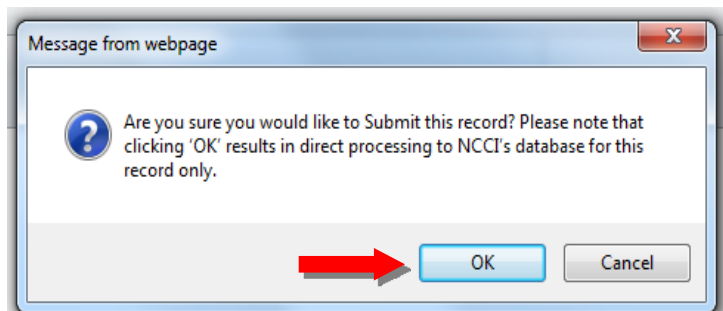 Message from webpage
Are you sure you would like to Submit this record? Please note that
clicking 'OK' results in direct processing to NCCI's database for this
record only.
OK
Cancel